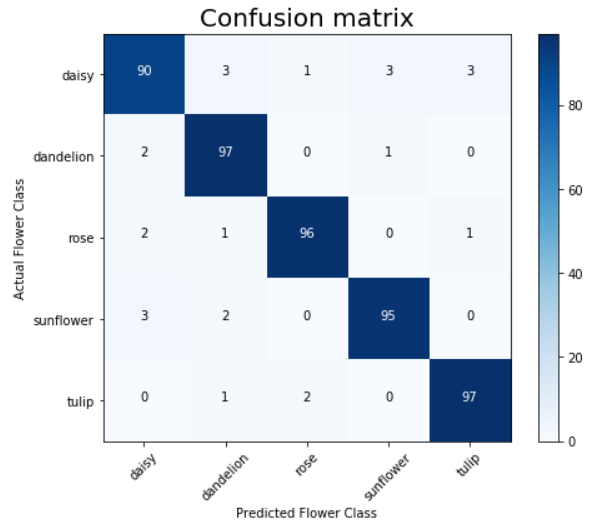 Confusion matrix
daisy 90 3 1 3 3
dandelion 2 97 0 1 0
rose 2 1 96 0 1
sunflower 3 2 0 95 0
tulip 0 1 2 0 97
daisy dandelion rose sunflower tulip
Predicted Flower Class
Actual Flower Class
80
60
40
20
0